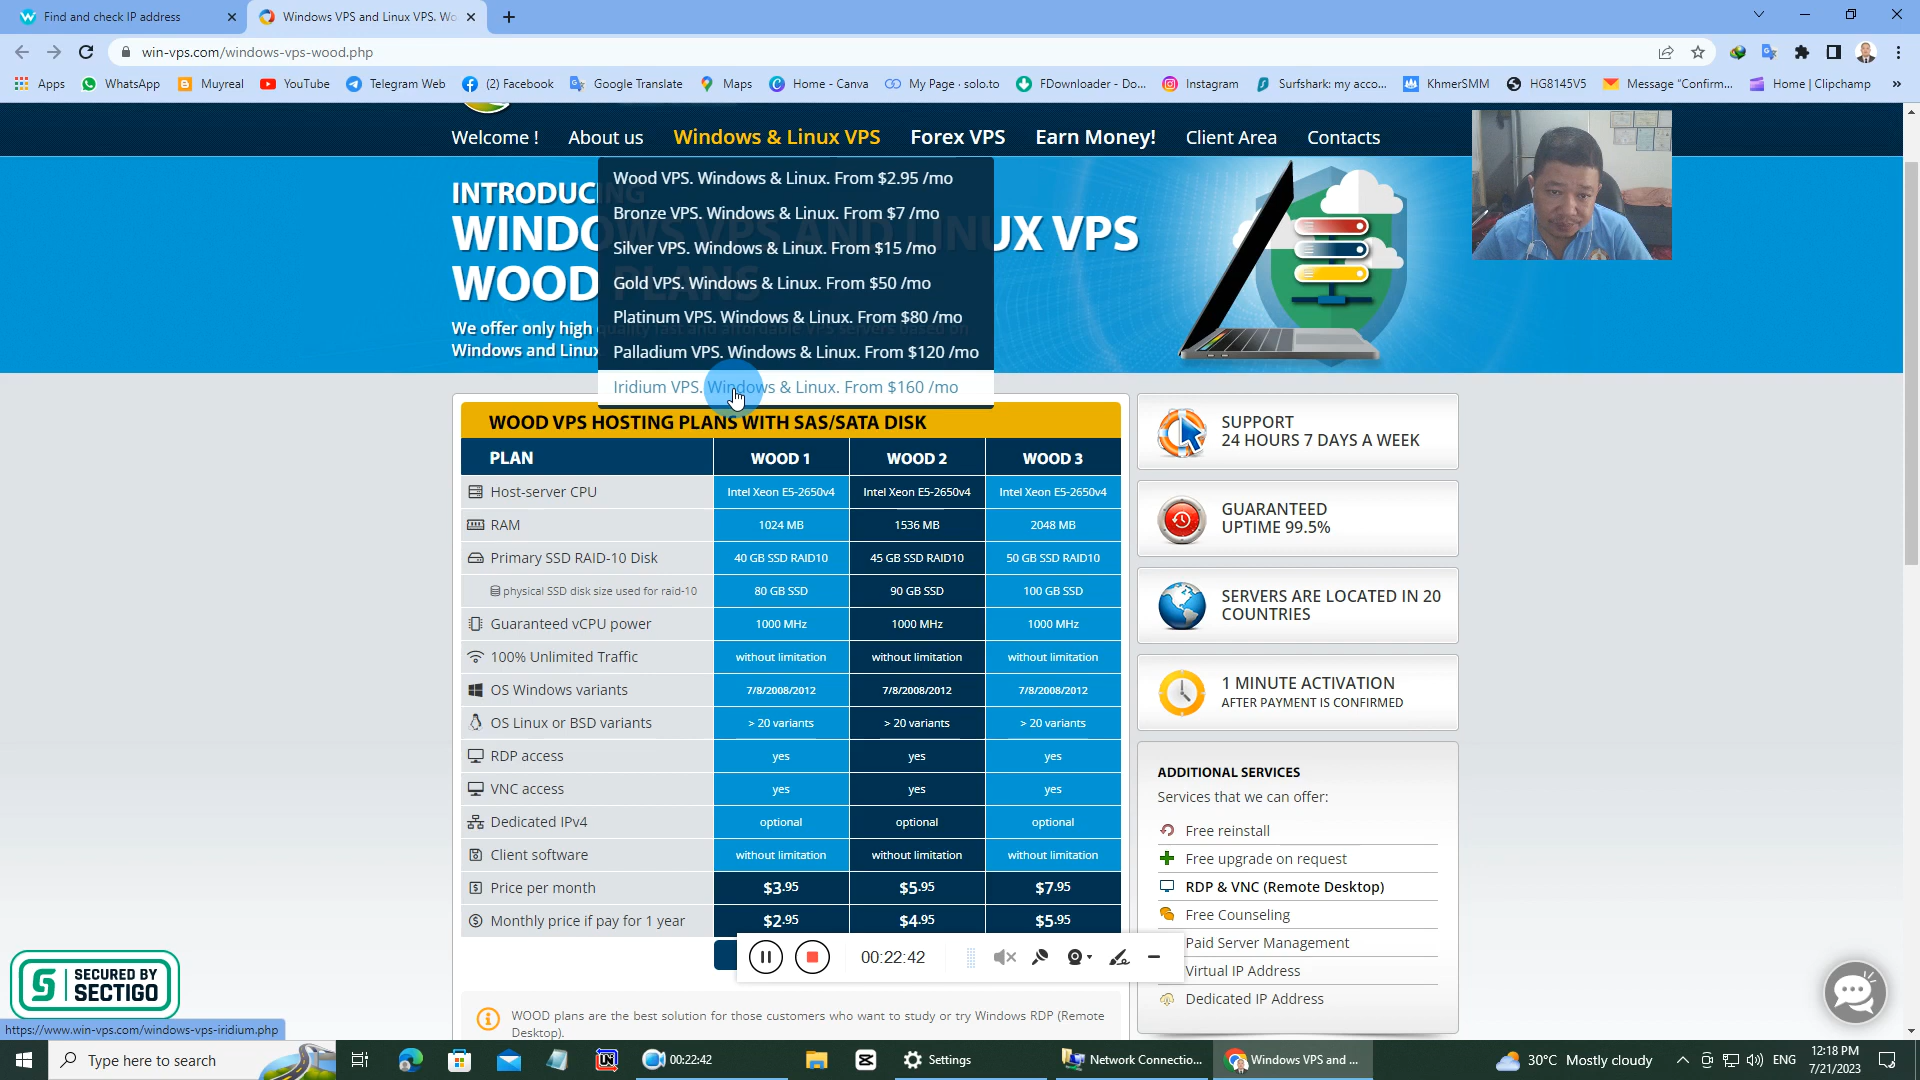 Find and check IP address
Windows VPS and Linux VPS. Wo
win-vps.com/windows-vps-wood.php
Apps
WhatsApp
Muyreal
YouTube
Telegram Web
(2) Facebook
Google Translate
Maps
Home - Canva
My Page · solo.to
FDownloader - Do...
Instagram
Surfshark: my acco...
KhmerSMM
HG8145V5
Message "Confirm...
Home | Clipchamp
Welcome !
About us
Windows & Linux VPS
Forex VPS
Earn Money!
Client Area
Contacts
Wood VPS. Windows & Linux. From $2.95 /mo
Bronze VPS. Windows & Linux. From $7 /mo
Silver VPS. Windows & Linux. From $15 /mo
Gold VPS. Windows & Linux. From $50 /mo
Platinum VPS. Windows & Linux. From $80 /mo
Palladium VPS. Windows & Linux. From $120 /mo
Iridium VPS. Windows & Linux. From $160 /mo
UX VPS
WOOD
We offer only high
Windows and Linux
WOOD VPS HOSTING PLANS WITH SAS/SATA DISK
PLAN WOOD 1 WOOD 2 WOOD 3
Host-server CPU Intel Xeon E5-2650v4 Intel Xeon E5-2650v4 Intel Xeon E5-2650v4
RAM 1024 MB 1536 MB 2048 MB
Primary SSD RAID-10 Disk 40 GB SSD RAID10 45 GB SSD RAID10 50 GB SSD RAID10
physical SSD disk size used for raid-10 80 GB SSD 90 GB SSD 100 GB SSD
Guaranteed vCPU power 1000 MHz 1000 MHz 1000 MHz
100% Unlimited Traffic without limitation without limitation without limitation
OS Windows variants 7/8/2008/2012 7/8/2008/2012 7/8/2008/2012
OS Linux or BSD variants > 20 variants > 20 variants > 20 variants
RDP access yes yes yes
VNC access yes yes yes
Dedicated IPv4 optional optional optional
Client software without limitation without limitation without limitation
Price per month $3.95 $5.95 $7.95
Monthly price if pay for 1 year $2.95 $4.95 $5.95
00:22:42
WOOD plans are the best solution for those customers who want to study or try Windows RDP (Remote
Desktop).
SUPPORT
24 HOURS 7 DAYS A WEEK
GUARANTEED
UPTIME 99.5%
SERVERS ARE LOCATED IN 20
COUNTRIES
1 MINUTE ACTIVATION
AFTER PAYMENT IS CONFIRMED
ADDITIONAL SERVICES
Services that we can offer:
Free reinstall
Free upgrade on request
RDP & VNC (Remote Desktop)
Free Counseling
Paid Server Management
Virtual IP Address
Dedicated IP Address
SECURED BY
SECTIGO
https://www.win-vps.com/windows-vps-iridium.php
Type here to search
00:22:42
Settings
Network Connectio...
Windows VPS and ...
30°C Mostly cloudy
ENG
12:18 PM
7/21/2023